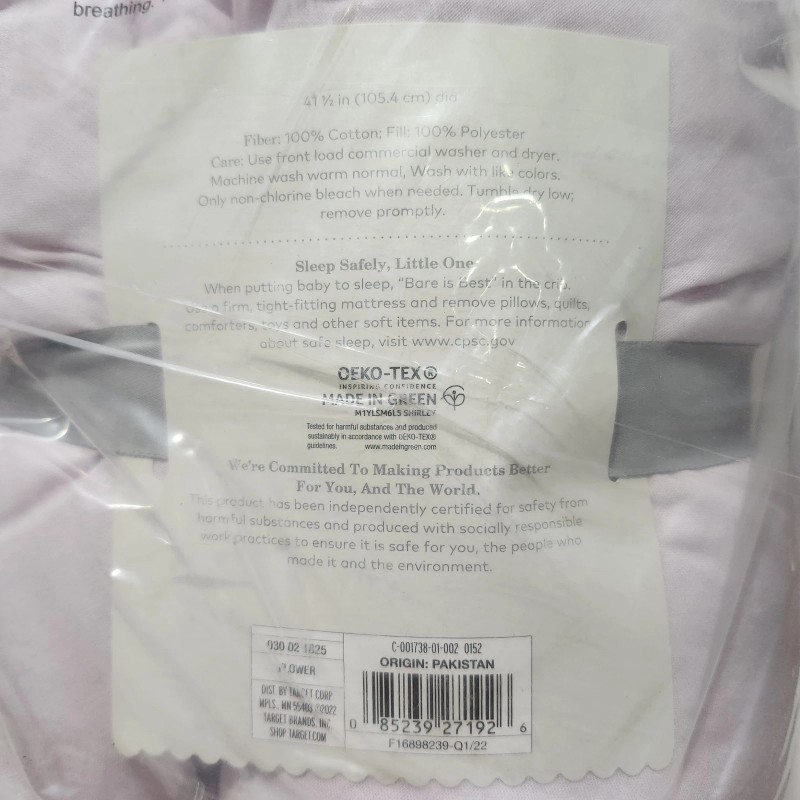 breathing.
41 ½ in (105.4 cm) dia
Fiber: 100% Cotton; Fill: 100% Polyester
Care: Use front load commercial washer and dryer.
Machine wash warm normal, Wash with like colors.
Only non-chlorine bleach when needed. Tumble dry low;
remove promptly.
Sleep Safely, Little One
When putting baby to sleep, "Bare is Best" in the crib.
Use a firm, tight-fitting mattress and remove pillows, quilts,
comforters, toys and other soft items. For more information
about safe sleep, visit www.cpsc.gov
OEKO-TEX®
INSPIRING CONFIDENCE
MADE IN GREEN
M1YLSM6L5 SHIRLEY
Tested for harmful substances and produced
sustainably in accordance with OEKO-TEX®
guidelines. www.madeingreen.com
We're Committed To Making Products Better
For You, And The World.
This product has been independently certified for safety from
harmful substances and produced with socially responsible
work practices to ensure it is safe for you, the people who
made it and the environment.
030 02 1825
FLOWER
DIST. BY TARGET CORP
MPLS., MN 55403 ©2022
TARGET BRANDS, INC
SHOP TARGET.COM
C-001738-01-002 0152
ORIGIN: PAKISTAN
0 85239 27192 6
F16898239-Q1/22